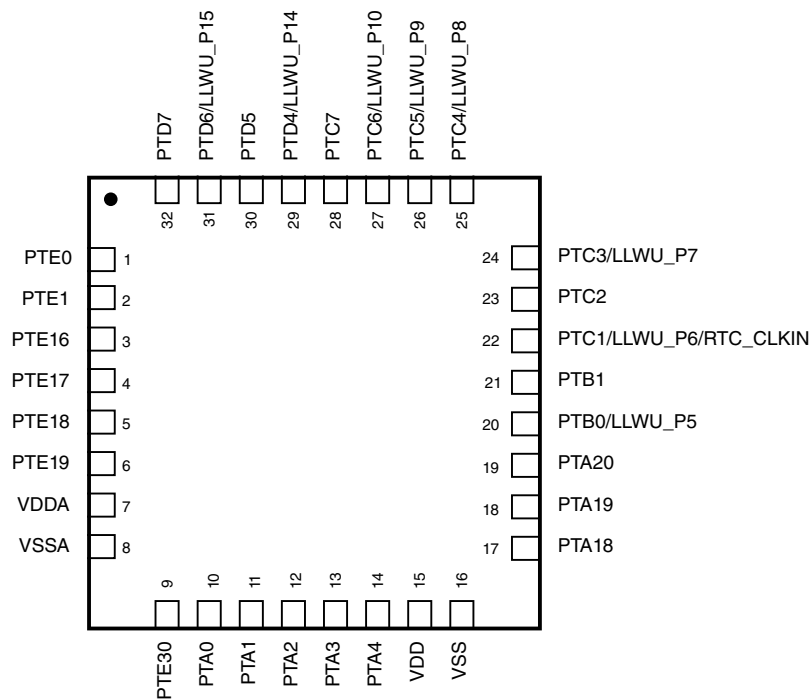 PTD7
PTD6/LLWU_P15
PTD5
PTD4/LLWU_P14
PTC7
PTC6/LLWU_P10
PTC5/LLWU_P9
PTC4/LLWU_P8
32
31
30
29
28
27
26
25
PTE0 1
PTE1 2
PTE16 3
PTE17 4
PTE18 5
PTE19 6
VDDA 7
VSSA 8
24 PTC3/LLWU_P7
23 PTC2
22 PTC1/LLWU_P6/RTC_CLKIN
21 PTB1
20 PTB0/LLWU_P5
19 PTA20
18 PTA19
17 PTA18
9
10
11
12
13
14
15
16
PTE30
PTA0
PTA1
PTA2
PTA3
PTA4
VDD
VSS